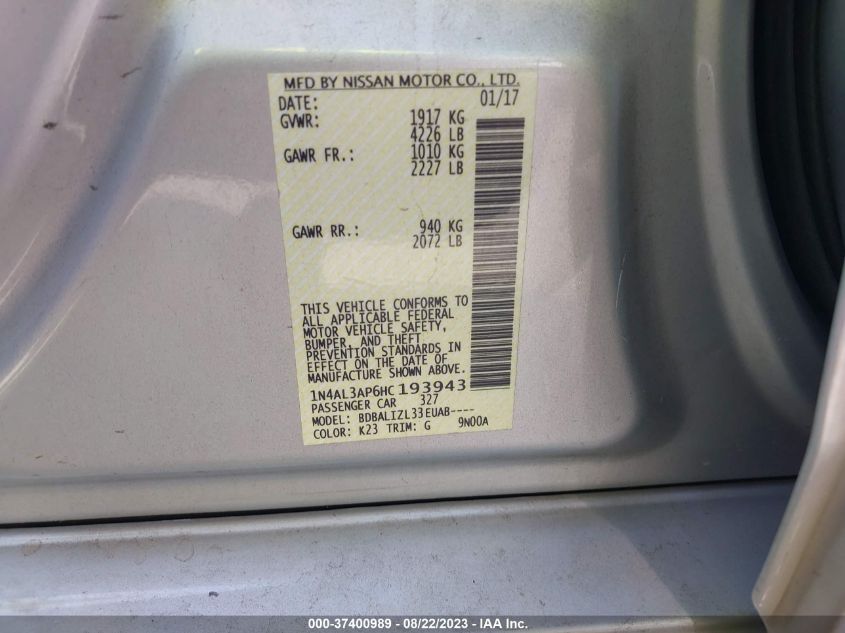 MFD BY NISSAN MOTOR CO., LTD.
DATE: 01/17
GVWR: 1917 KG
4226 LB
GAWR FR.: 1010 KG
2227 LB
GAWR RR.: 940 KG
2072 LB
THIS VEHICLE CONFORMS TO
ALL APPLICABLE FEDERAL
MOTOR VEHICLE SAFETY,
BUMPER, AND THEFT
PREVENTION STANDARDS IN
EFFECT ON THE DATE OF
MANUFACTURE SHOWN ABOVE.
1N4AL3AP6HC193943
PASSENGER CAR 327
MODEL: BDBALIZL33EUAB----
COLOR: K23 TRIM: G 9N00A
000-37400989 - 08/22/2023 - IAA Inc.